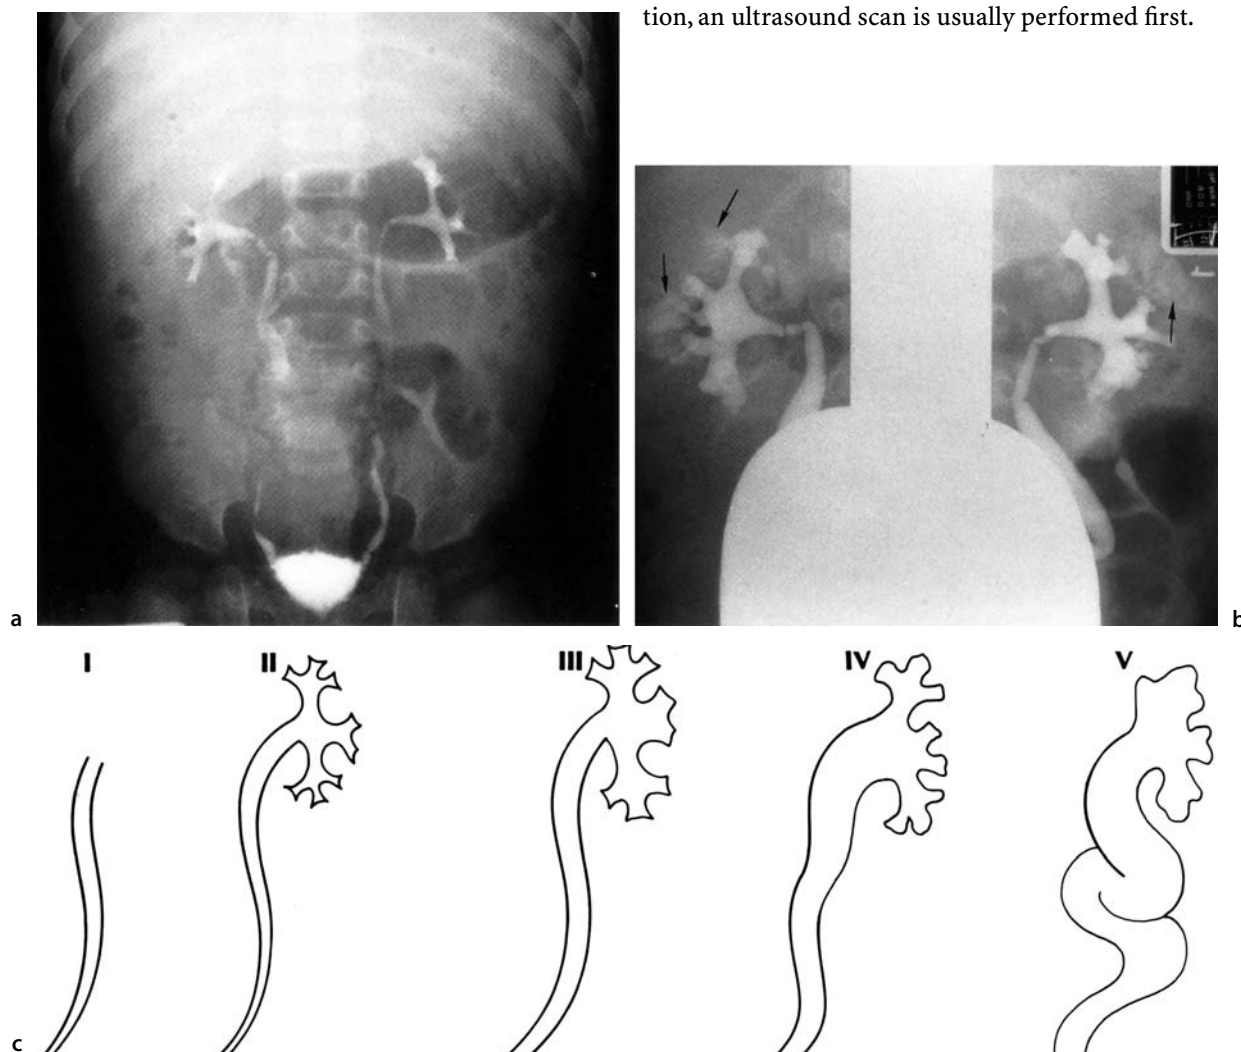 tion, an ultrasound scan is usually performed first.
a
b
I II III IV V
c